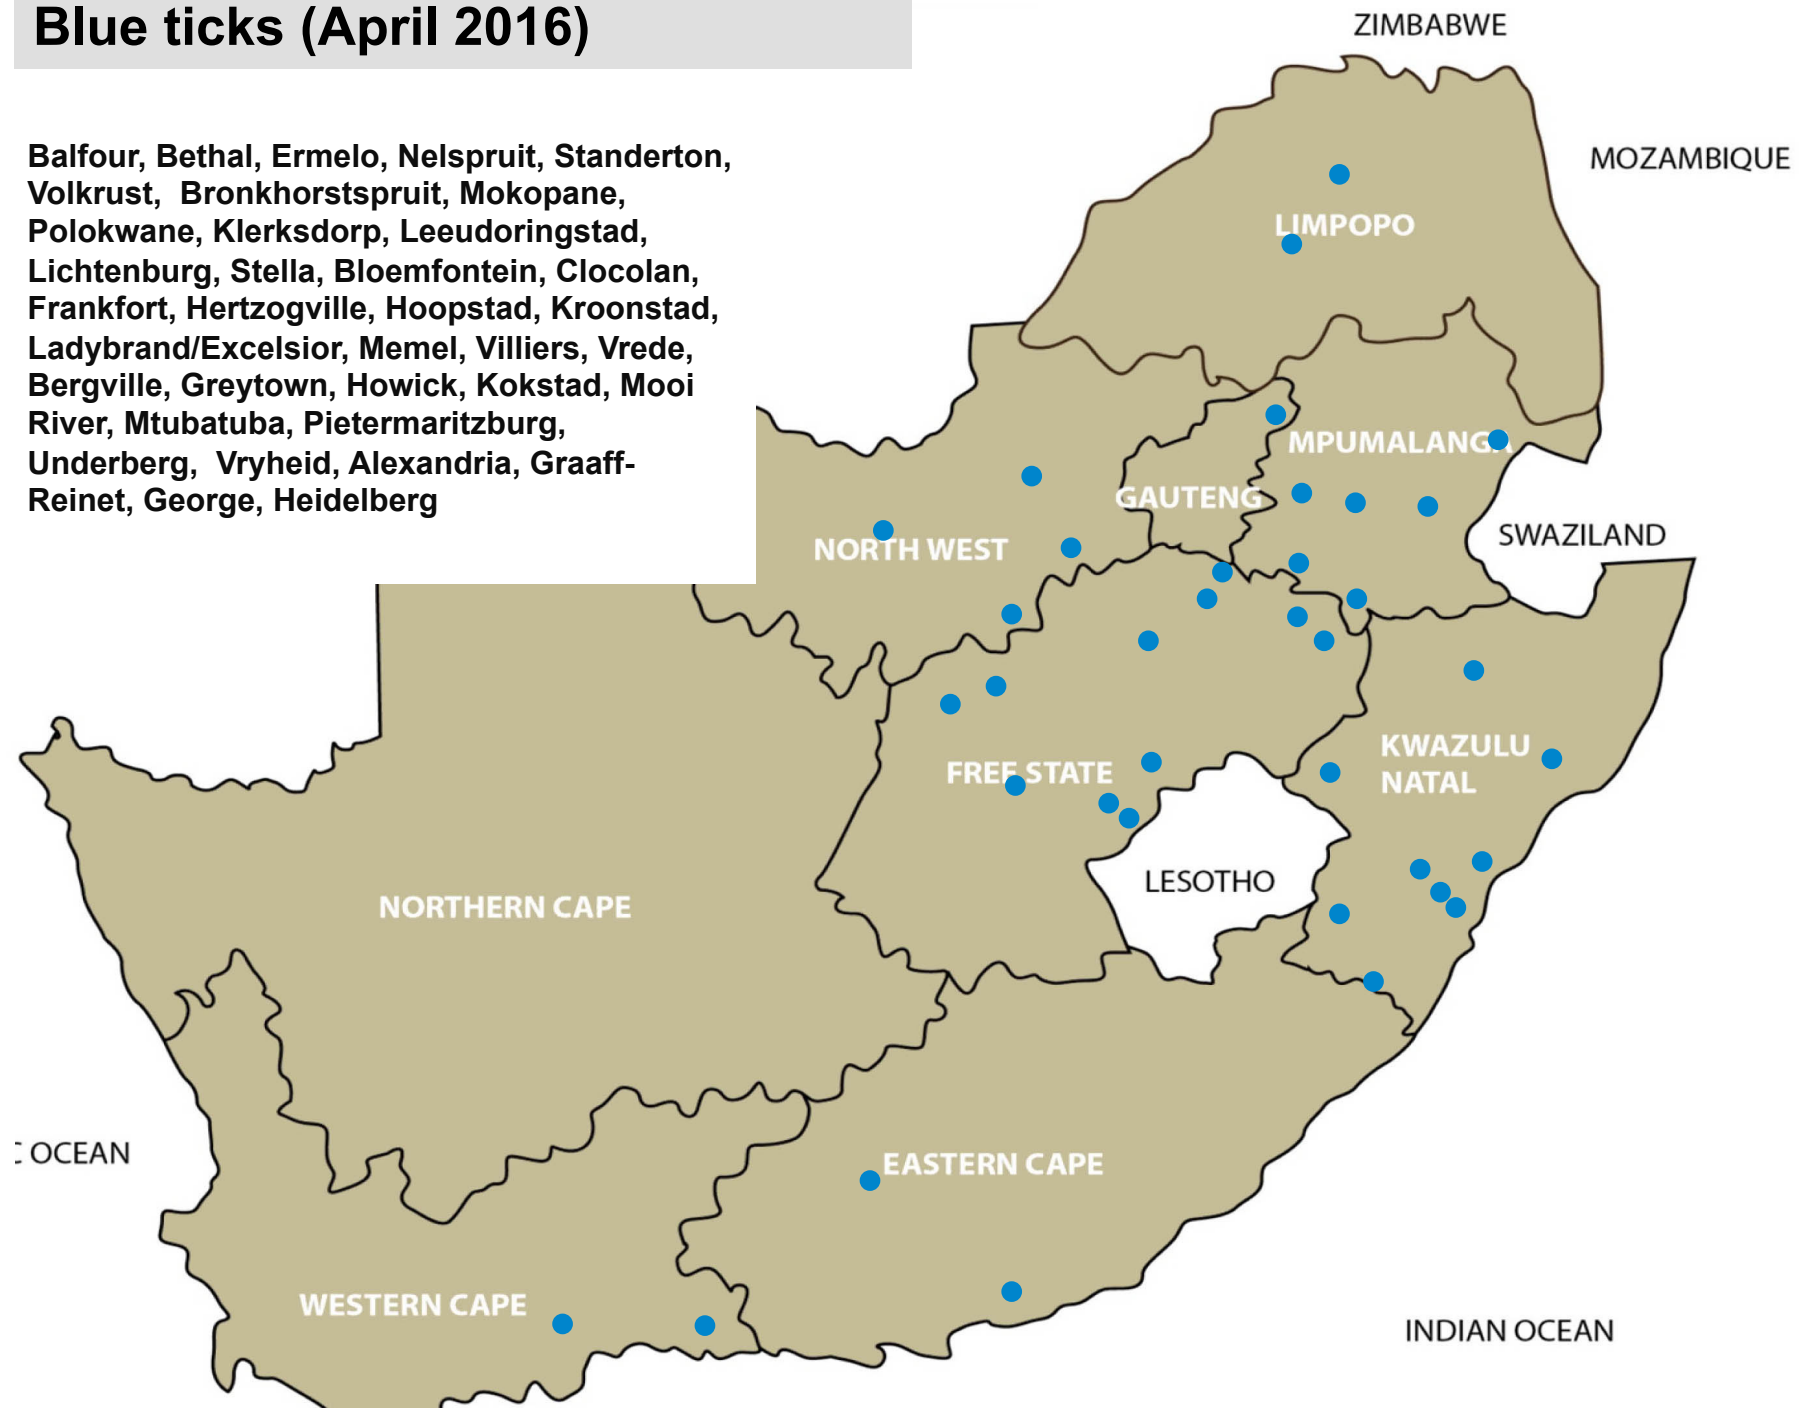 Blue ticks (April 2016)
Balfour, Bethal, Ermelo, Nelspruit, Standerton,
Volkrust, Bronkhorstspruit, Mokopane,
Polokwane, Klerksdorp, Leeudoringstad,
Lichtenburg, Stella, Bloemfontein, Clocolan,
Frankfort, Hertzogville, Hoopstad, Kroonstad,
Ladybrand/Excelsior, Memel, Villiers, Vrede,
Bergville, Greytown, Howick, Kokstad, Mooi
River, Mtubatuba, Pietermaritzburg,
Underberg, Vryheid, Alexandria, Graaff-
Reinet, George, Heidelberg
ZIMBABWE
MOZAMBIQUE
LIMPOPO
MPUMALANGA
GAUTENG
SWAZILAND
NORTH WEST
KWAZULU
NATAL
FREE STATE
LESOTHO
NORTHERN CAPE
C OCEAN
EASTERN CAPE
WESTERN CAPE
INDIAN OCEAN